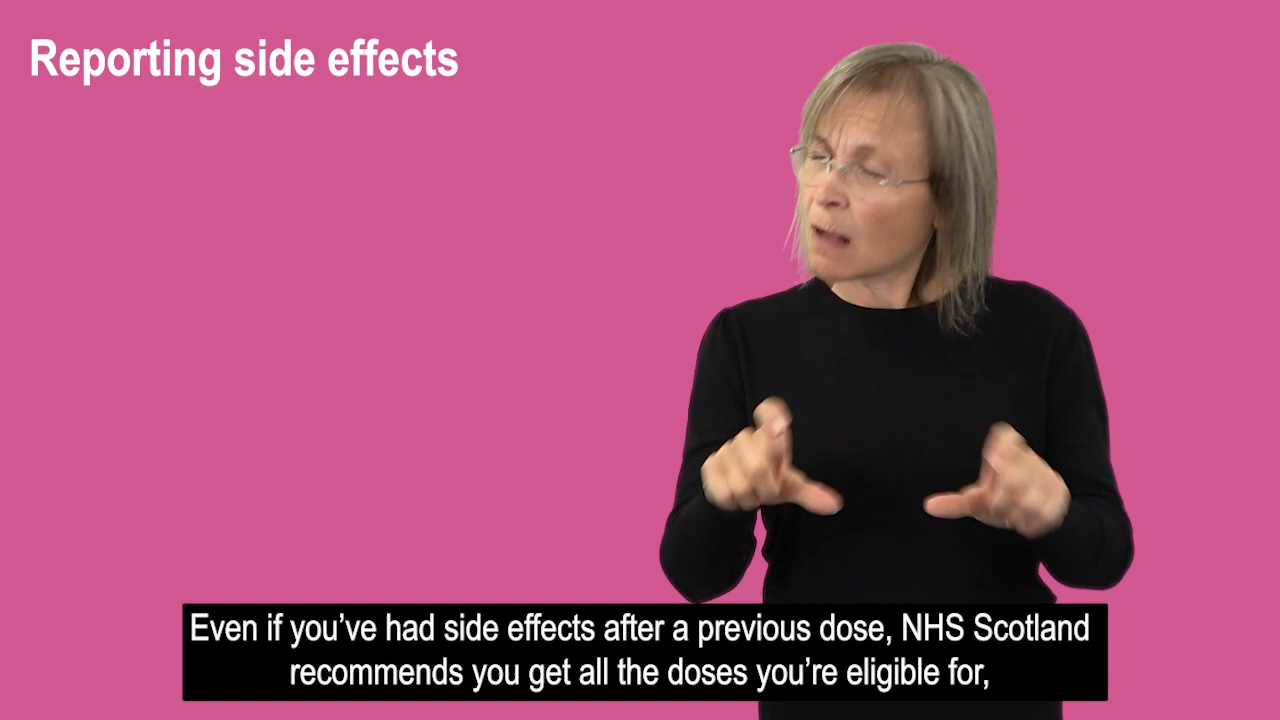 Reporting side effects
Even if you’ve had side effects after a previous dose, NHS Scotland
recommends you get all the doses you’re eligible for,